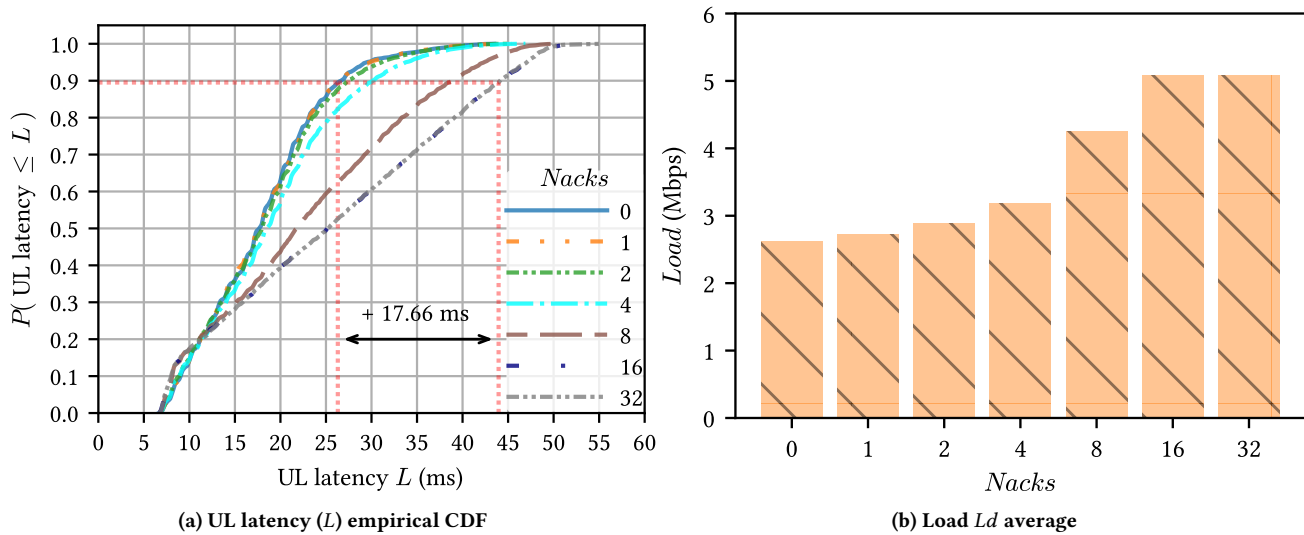 1.0
0.9
0.8
0.7
0.6
0.5
0.4
0.3
0.2
0.1
0.0
P( UL latency ≤ L )
0 5 10 15 20 25 30 35 40 45 50 55 60
UL latency L (ms)
+ 17.66 ms
Nacks
0
1
2
4
8
16
32
(a) UL latency (L) empirical CDF
6
5
4
3
2
1
0
Load (Mbps)
0 1 2 4 8 16 32
Nacks
(b) Load Ld average